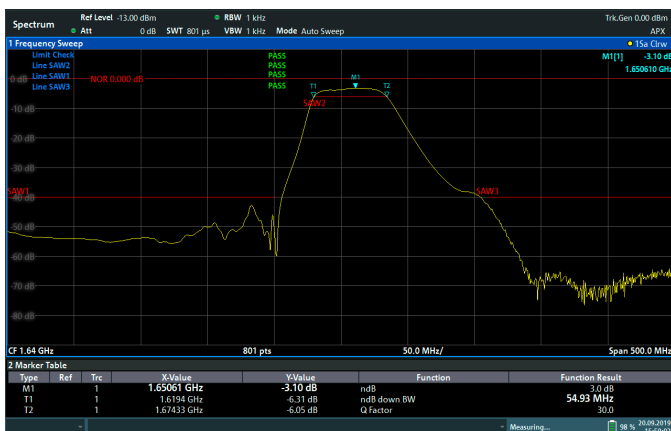 Spectrum
Ref Level -13.00 dBm RBW 1 kHz Trk.Gen 0.00 dBm
Att 0 dB SWT 801 µs VBW 1 kHz Mode Auto Sweep APX
1 Frequency Sweep 1Sa Clrw
Limit Check PASS M1[1] -3.10 dB
Line SAW2 PASS 1.650610 GHz
Line SAW1 PASS
Line SAW3 PASS
0 dB NOR 0.000 dB
M1
T1 T2
SAW2
-10 dB
-20 dB
-30 dB
SAW1 SAW3
-40 dB
-50 dB
-60 dB
-70 dB
-80 dB
CF 1.64 GHz 801 pts 50.0 MHz/ Span 500.0 MHz
2 Marker Table
Type Ref Trc X-Value Y-Value Function Function Result
M1 1 1.65061 GHz -3.10 dB ndB 3.0 dB
T1 1 1.6194 GHz -6.31 dB ndB down BW 54.93 MHz
T2 1 1.67433 GHz -6.05 dB Q Factor 30.0
Measuring... 98 % 20.09.2019